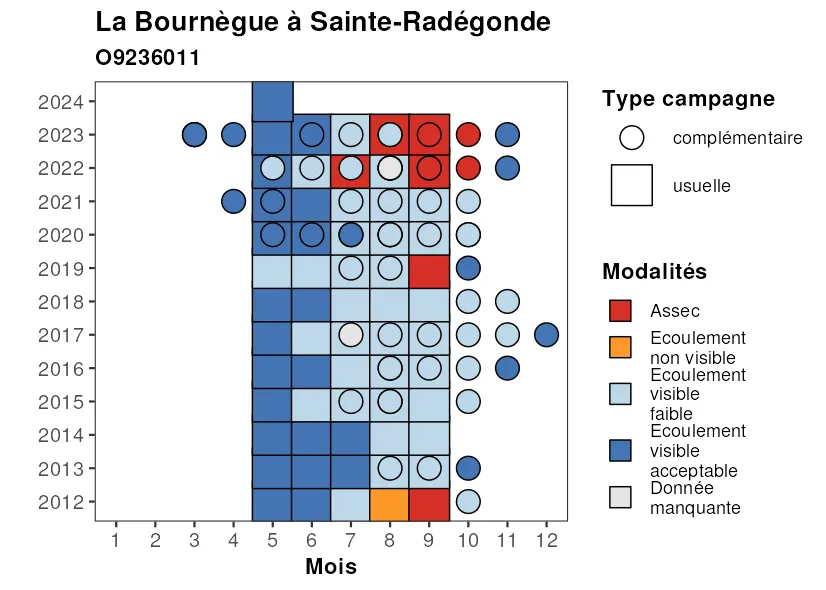 La Bournègue à Sainte-Radégonde
O9236011
2024
2023
2022
2021
2020
2019
2018
2017
2016
2015
2014
2013
2012
1 2 3 4 5 6 7 8 9 10 11 12
Mois
Type campagne
complémentaire
usuelle
Modalités
Assec
Ecoulement
non visible
Ecoulement
visible
faible
Ecoulement
visible
acceptable
Donnée
manquante